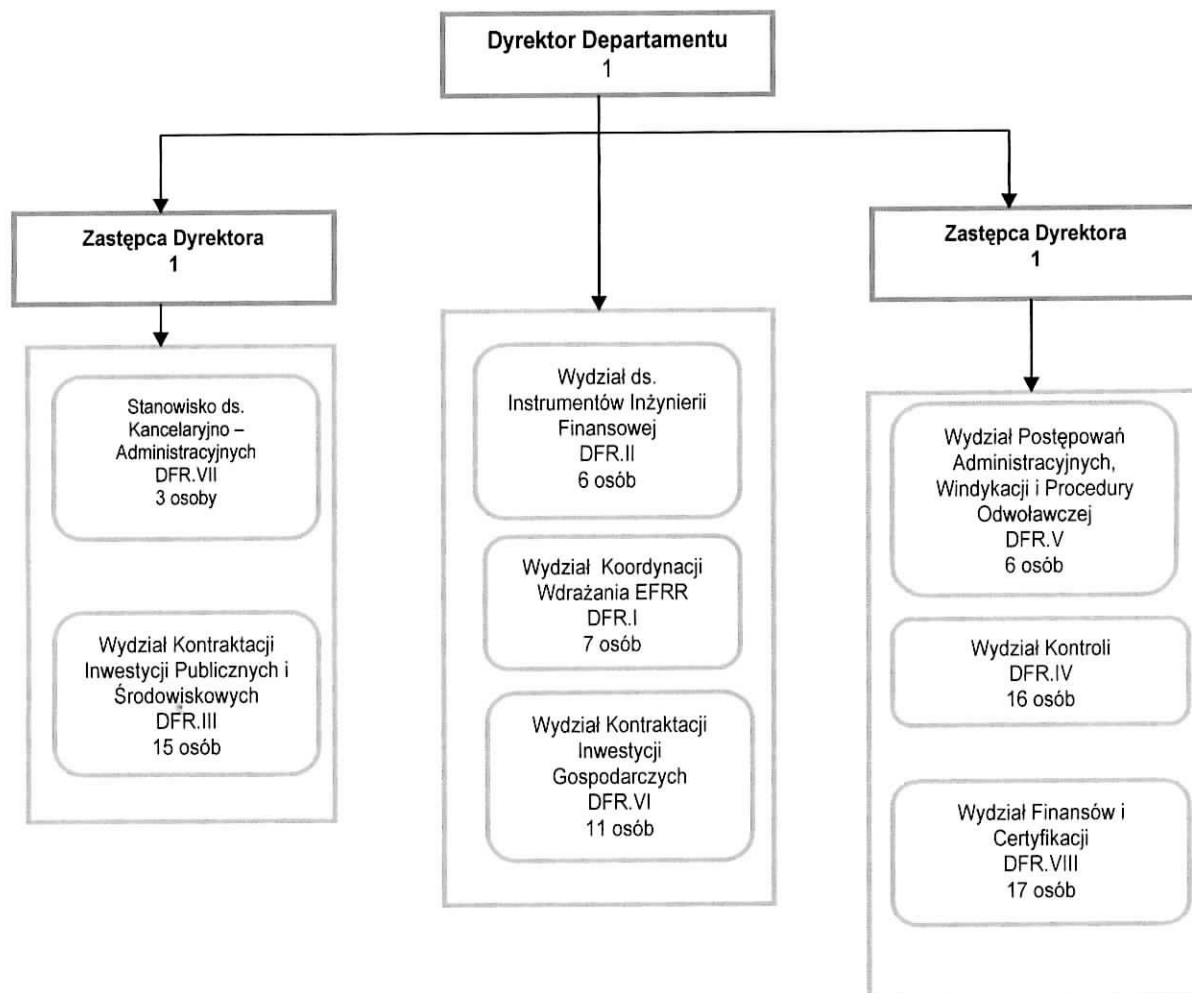 Dyrektor Departamentu
1
Zastępca Dyrektora
1
Zastępca Dyrektora
1
Stanowisko ds.
Kancelaryjno –
Administracyjnych
DFR.VII
3 osoby
Wydział Kontraktacji
Inwestycji Publicznych i
Środowiskowych
DFR.III
15 osób
Wydział ds.
Instrumentów Inżynierii
Finansowej
DFR.II
6 osób
Wydział Koordynacji
Wdrażania EFRR
DFR.I
7 osób
Wydział Kontraktacji
Inwestycji
Gospodarczych
DFR.VI
11 osób
Wydział Postępowań
Administracyjnych,
Windykacji i Procedury
Odwoławczej
DFR.V
6 osób
Wydział Kontroli
DFR.IV
16 osób
Wydział Finansów i
Certyfikacji
DFR.VIII
17 osób